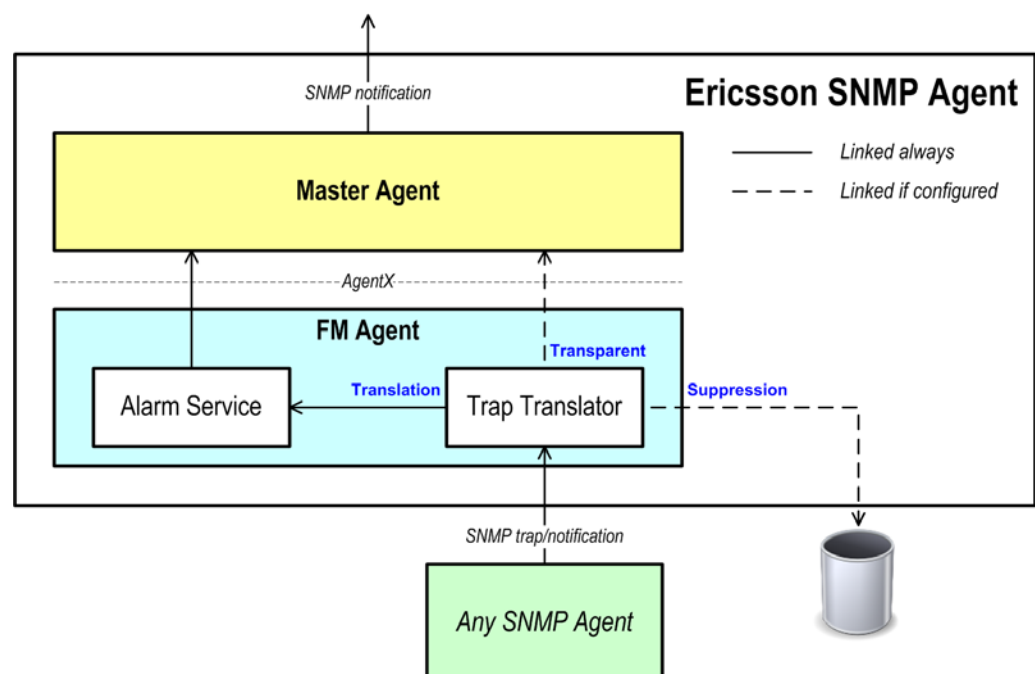 SNMP notification
Ericsson SNMP Agent
Linked always
Linked if configured
Master Agent
AgentX
FM Agent
Transparent
Translation
Suppression
Alarm Service
Trap Translator
SNMP trap/notification
Any SNMP Agent